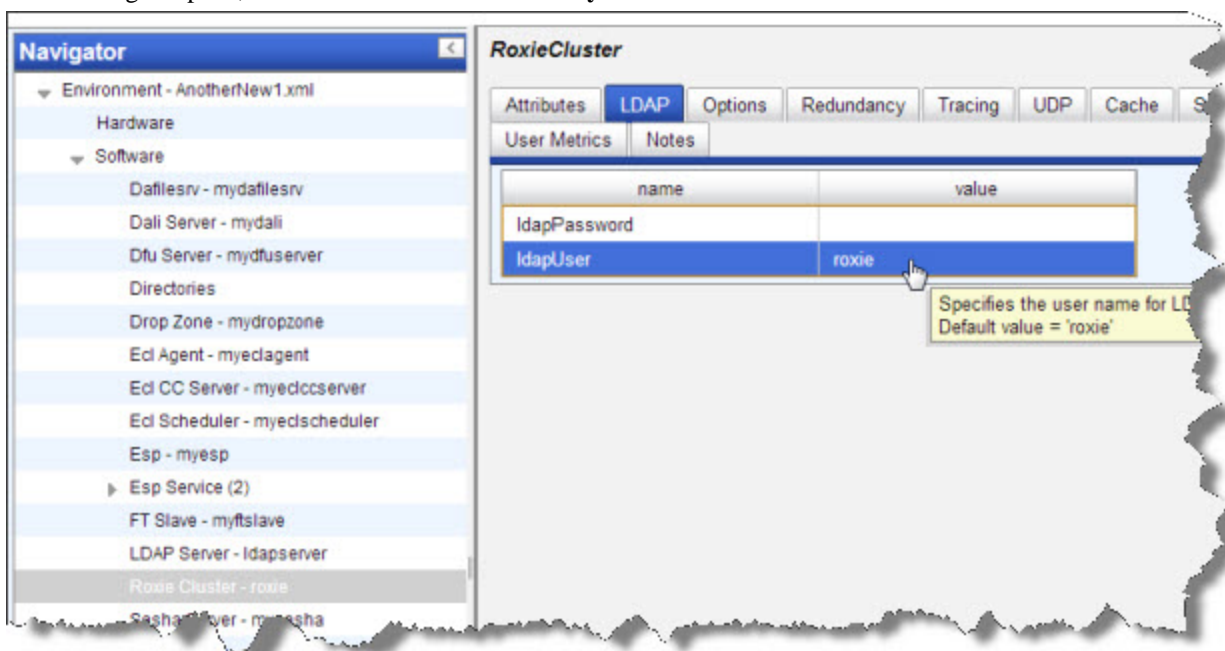 Navigator
Environment - AnotherNew1.xml
Hardware
Software
Dafilesrv - mydafilesrv
Dali Server - mydali
Dfu Server - mydfuserver
Directories
Drop Zone - mydropzone
Ecl Agent - myeclagent
Ecl CC Server - myeclccserver
Ecl Scheduler - myeclscheduler
Esp - myesp
Esp Service (2)
FT Slave - myftslave
LDAP Server - ldapserver
Roxie Cluster - roxie
RoxieCluster
Attributes LDAP Options Redundancy Tracing UDP Cache
User Metrics Notes
name value
ldapPassword
ldapUser roxie
Specifies the user name for
Default value = 'roxie'